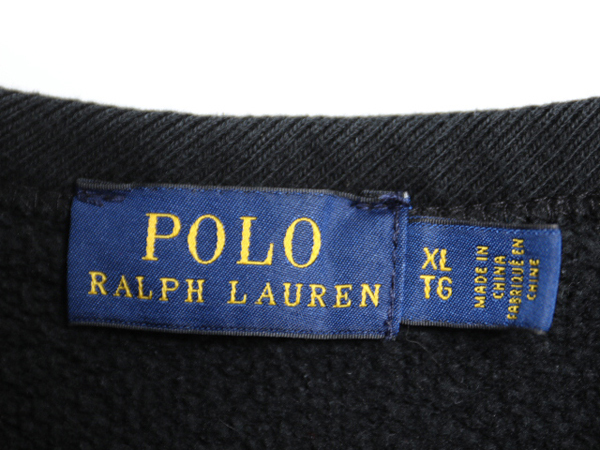 POLO
RALPH LAUREN
XL
TG
MADE IN
CHINA
FABRIQUÉ EN
CHINE